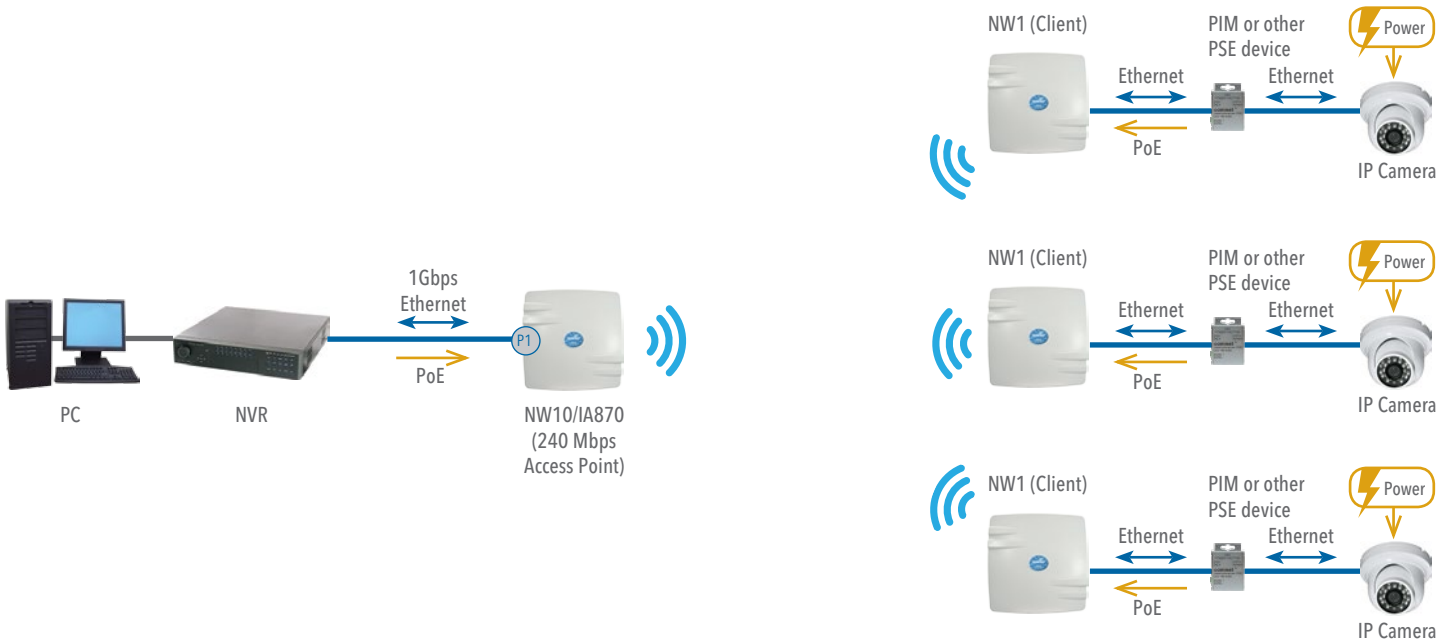 NW1 (Client)
PIM or other
PSE device
Power
Ethernet
Ethernet
PoE
IP Camera
1Gbps
Ethernet
P1
PoE
PC
NVR
NW10/IA870
(240 Mbps
Access Point)
NW1 (Client)
PIM or other
PSE device
Power
Ethernet
Ethernet
PoE
IP Camera
NW1 (Client)
PIM or other
PSE device
Power
Ethernet
Ethernet
PoE
IP Camera